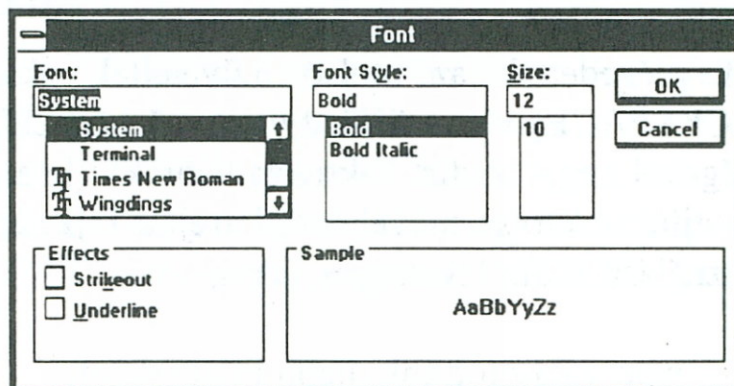 Font
Font:
System
System
Terminal
Times New Roman
Wingdings
Font Style:
Bold
Bold
Bold Italic
Size:
12
10
OK
Cancel
Effects
Strikeout
Underline
Sample
AaBbYyZz